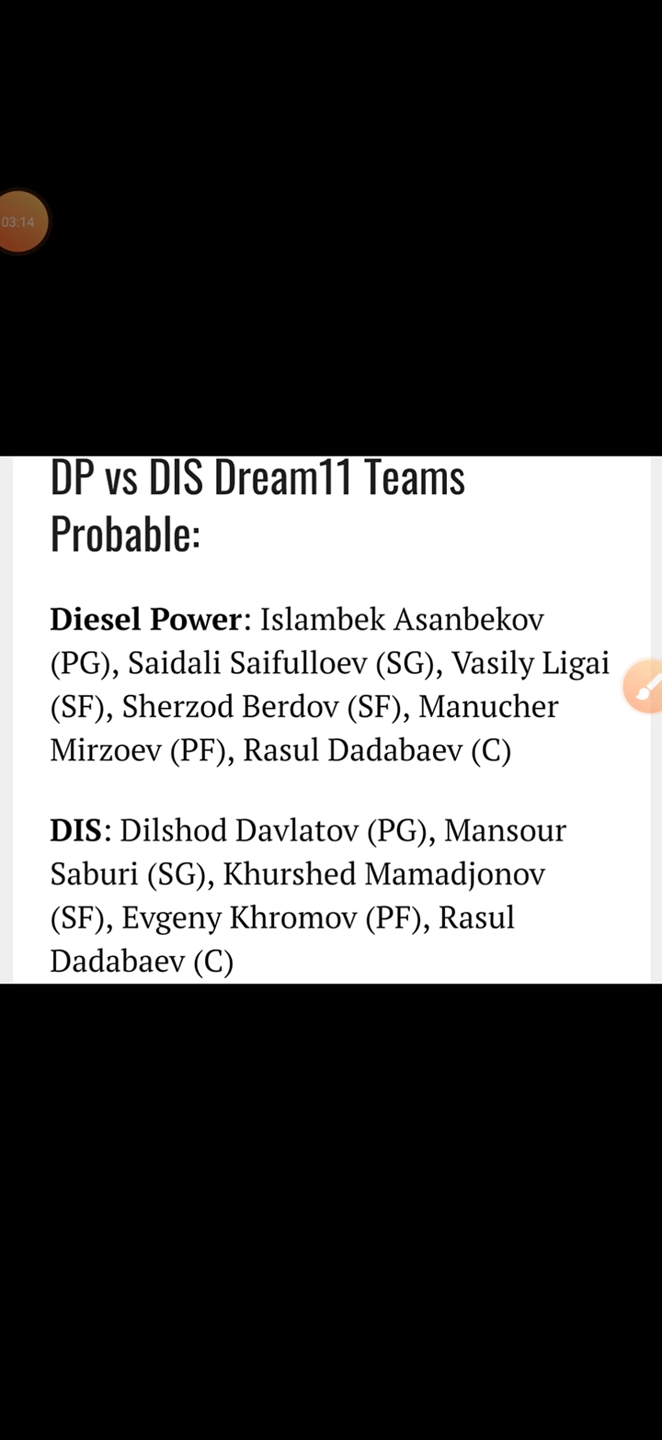 03:14
DP vs DIS Dream11 Teams
Probable:
Diesel Power: Islambek Asanbekov
(PG), Saidali Saifulloev (SG), Vasily Ligai
(SF), Sherzod Berdov (SF), Manucher
Mirzoev (PF), Rasul Dadabaev (C)
DIS: Dilshod Davlatov (PG), Mansour
Saburi (SG), Khurshed Mamadjonov
(SF), Evgeny Khromov (PF), Rasul
Dadabaev (C)